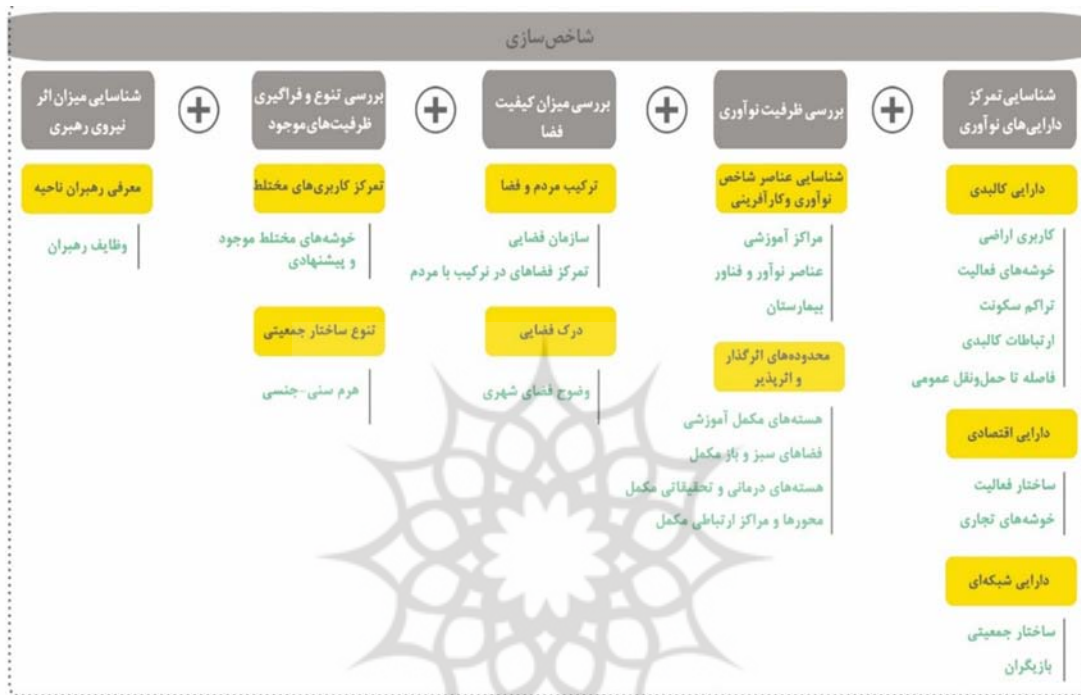 شاخص‌سازی
شناسایی تمرکز
دارایی‌های نوآوری
+
بررسی ظرفیت نوآوری
+
بررسی میزان کیفیت
فضا
+
بررسی تنوع و فراگیری
ظرفیت‌های موجود
+
شناسایی میزان اثر
نیروی رهبری
دارایی کالبدی
کاربری اراضی
خوشه‌های فعالیت
تراکم سکونت
ارتباطات کالبدی
فاصله تا حمل‌ونقل عمومی
دارایی اقتصادی
ساختار فعالیت
خوشه‌های تجاری
دارایی شبکه‌ای
ساختار جمعیتی
بازیگران
شناسایی عناصر شاخص
نوآوری وکارآفرینی
مراکز آموزشی
عناصر نوآور و فناور
بیمارستان
محدوده‌های اثرگذار
و اثرپذیر
هسته‌های مکمل آموزشی
فضاهای سبز و باز مکمل
هسته‌های درمانی و تحقیقاتی مکمل
محورها و مراکز ارتباطی مکمل
ترکیب مردم و فضا
سازمان فضایی
تمرکز فضاهای در ترکیب با مردم
درک فضایی
وضوح فضای شهری
تمرکز کاربری‌های مختلط
خوشه‌های مختلط موجود
و پیشنهادی
تنوع ساختار جمعیتی
هرم سنی-جنسی
معرفی رهبران ناحیه
وظایف رهبران